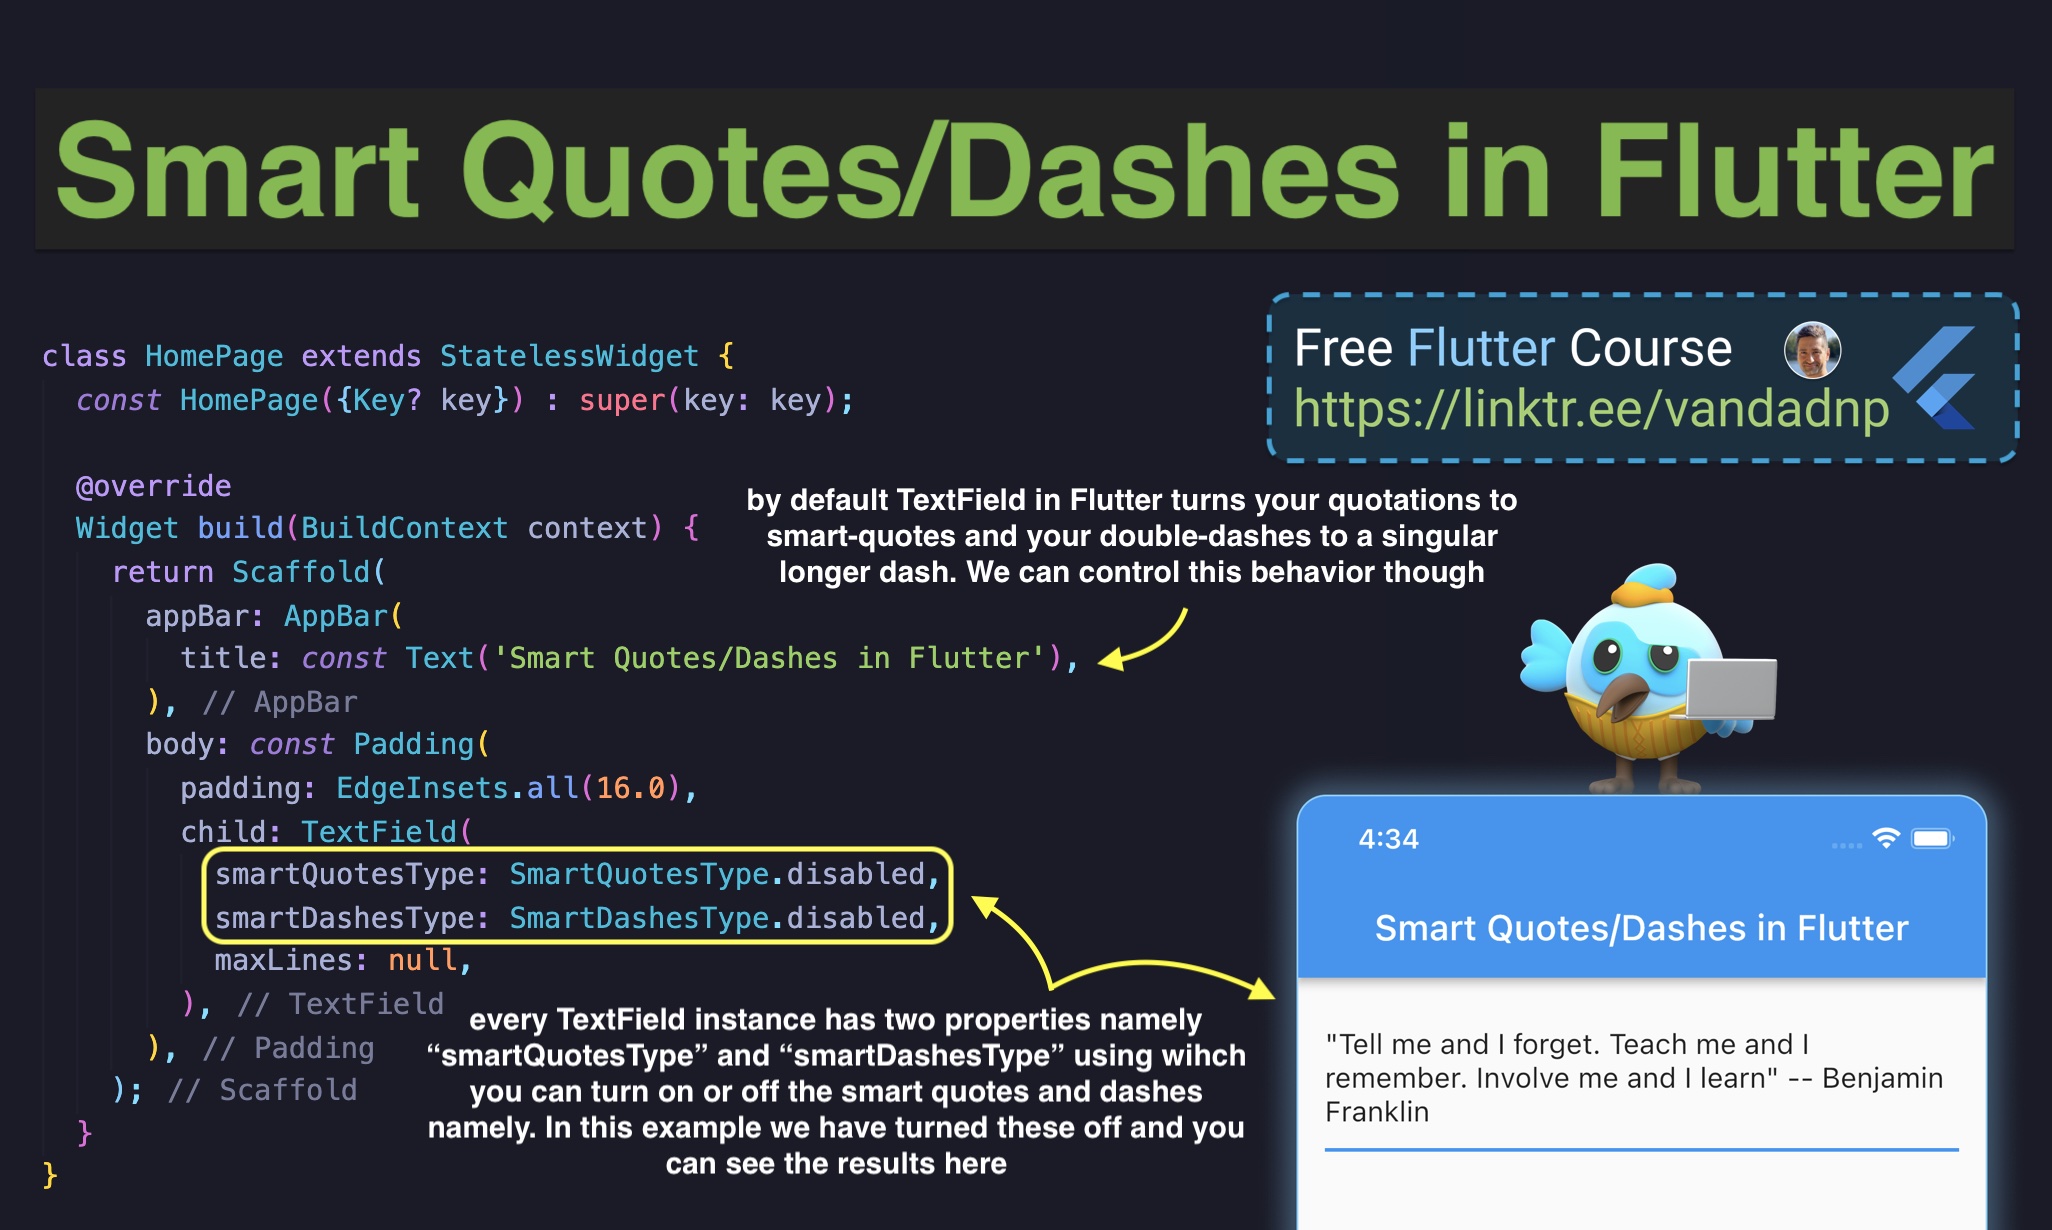 Smart Quotes/Dashes in Flutter
Free Flutter Course
https://linktr.ee/vandadnp
class HomePage extends StatelessWidget {
const HomePage({Key? key}) : super(key: key);
@override
Widget build(BuildContext context) {
return Scaffold(
appBar: AppBar(
title: const Text('Smart Quotes/Dashes in Flutter'),
), // AppBar
body: const Padding(
padding: EdgeInsets.all(16.0),
child: TextField(
smartQuotesType: SmartQuotesType.disabled,
smartDashesType: SmartDashesType.disabled,
maxLines: null,
), // TextField
), // Padding
); // Scaffold
}
}
by default TextField in Flutter turns your quotations to
smart-quotes and your double-dashes to a singular
longer dash. We can control this behavior though
every TextField instance has two properties namely
“smartQuotesType” and “smartDashesType” using wihch
you can turn on or off the smart quotes and dashes
namely. In this example we have turned these off and you
can see the results here
4:34
Smart Quotes/Dashes in Flutter
"Tell me and I forget. Teach me and I
remember. Involve me and I learn" -- Benjamin
Franklin